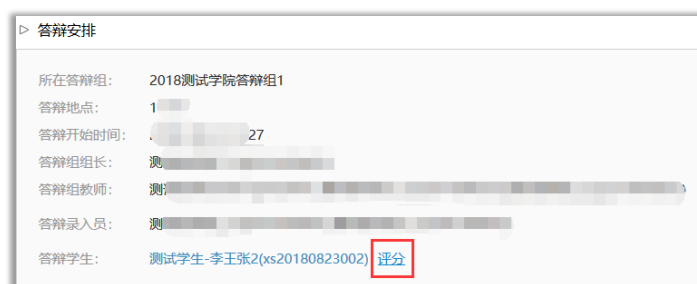 答辩安排
所在答辩组： 2018测试学院答辩组1
答辩地点： 1
答辩开始时间： 27
答辩组组长： 测
答辩组教师： 测
答辩录入员： 测
答辩学生： 测试学生-李王张2(xs20180823002) 评分